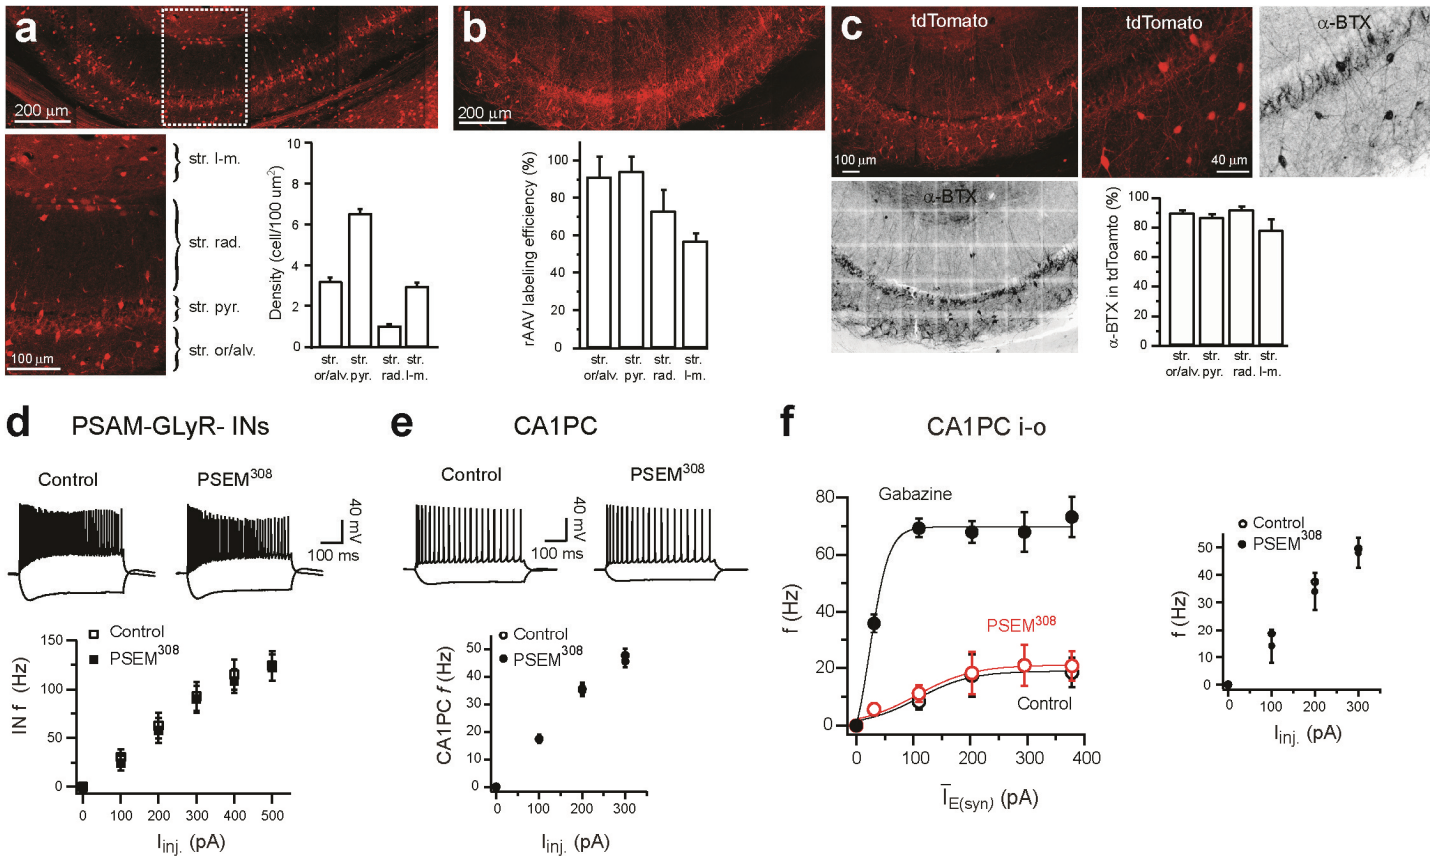 a
200 µm
str. l-m.
str. rad.
str. pyr.
str. or/alv.
100 µm
Density (cell/100 um²)
8
6
4
2
0
str. or/alv.
str. pyr.
str. rad.
str. l-m.
b
200 µm
rAAV labeling efficiency (%)
100
80
60
40
20
0
str. or/alv.
str. pyr.
str. rad.
str. l-m.
c
tdTomato
100 µm
tdTomato
40 µm
α-BTX
α-BTX
α-BTX in tdToamto (%)
100
80
60
40
20
0
str. or/alv.
str. pyr.
str. rad.
str. l-m.
d
PSAM-GLyR- INs
Control
PSEM³⁰⁸
40 mV
100 ms
Control
PSEM³⁰⁸
IN f (Hz)
150
100
50
0
0 100 200 300 400 500
I inj. (pA)
e
CA1PC
Control
PSEM³⁰⁸
40 mV
100 ms
Control
PSEM³⁰⁸
CA1PC f (Hz)
50
40
30
20
10
0
0 100 200 300
I inj. (pA)
f
CA1PC i-o
Gabazine
PSEM³⁰⁸
Control
f (Hz)
80
60
40
20
0
0 100 200 300 400
I̅ E(syn) (pA)
Control
PSEM³⁰⁸
f (Hz)
50
40
30
20
10
0
0 100 200 300
I inj. (pA)